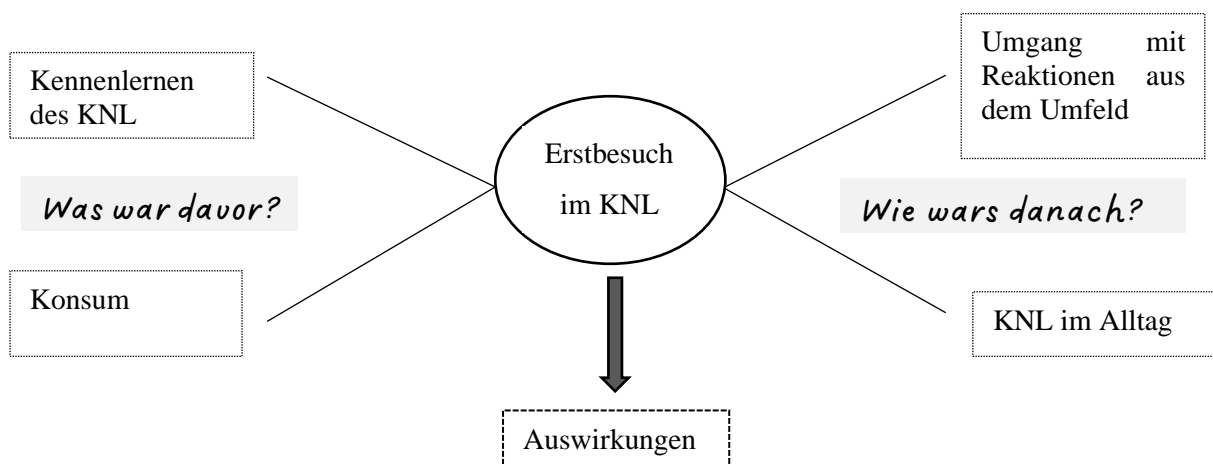 Kennenlernen
des KNL
Was war davor?
Konsum
Erstbesuch
im KNL
Auswirkungen
Umgang mit
Reaktionen aus
dem Umfeld
Wie wars danach?
KNL im Alltag